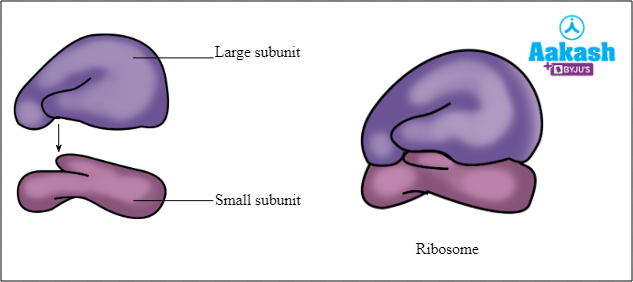 Large subunit
Aakash
+ BYJU'S
Small subunit
Ribosome